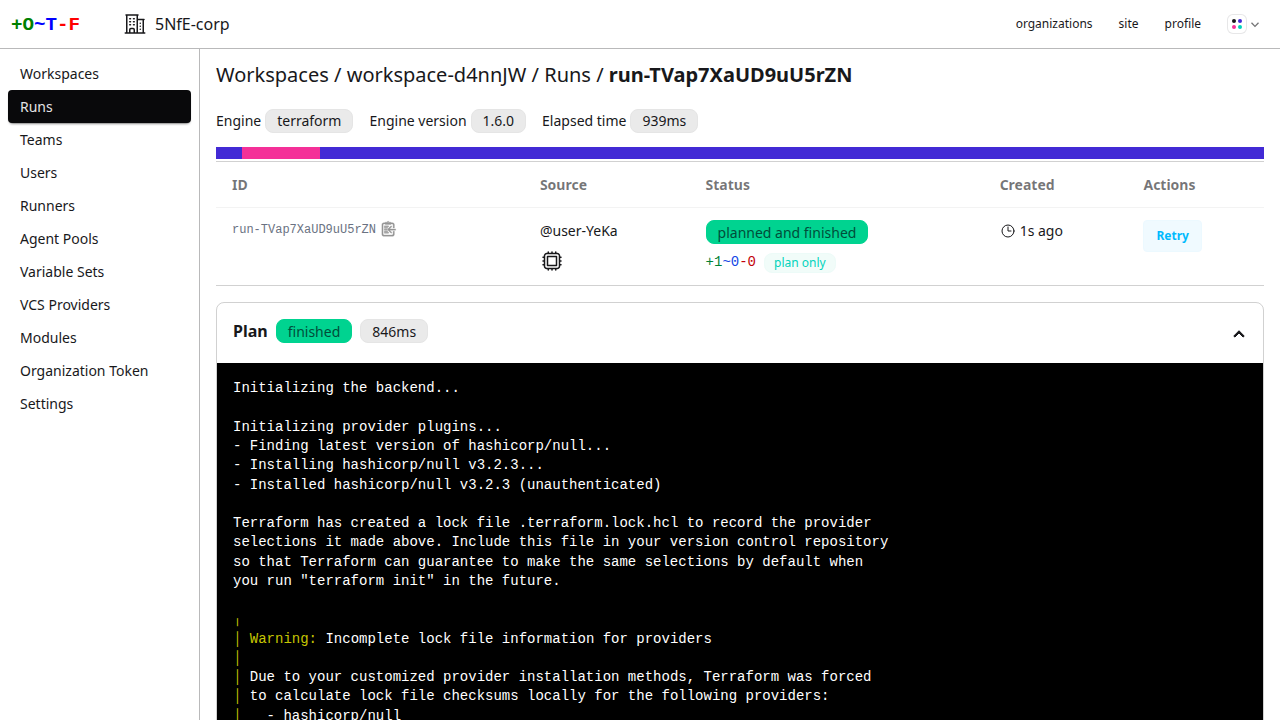 +O~T-F 5NfE-corp organizations site profile
Workspaces
Runs
Teams
Users
Runners
Agent Pools
Variable Sets
VCS Providers
Modules
Organization Token
Settings
Workspaces / workspace-d4nnJW / Runs / run-TVap7XaUD9uU5rZN
Engine terraform Engine version 1.6.0 Elapsed time 939ms
ID Source Status Created Actions
run-TVap7XaUD9uU5rZN @user-YeKa planned and finished 1s ago Retry
+1~0-0 plan only
Plan finished 846ms
Initializing the backend...
Initializing provider plugins...
- Finding latest version of hashicorp/null...
- Installing hashicorp/null v3.2.3...
- Installed hashicorp/null v3.2.3 (unauthenticated)
Terraform has created a lock file .terraform.lock.hcl to record the provider
selections it made above. Include this file in your version control repository
so that Terraform can guarantee to make the same selections by default when
you run "terraform init" in the future.
Warning: Incomplete lock file information for providers
Due to your customized provider installation methods, Terraform was forced
to calculate lock file checksums locally for the following providers:
- hashicorp/null